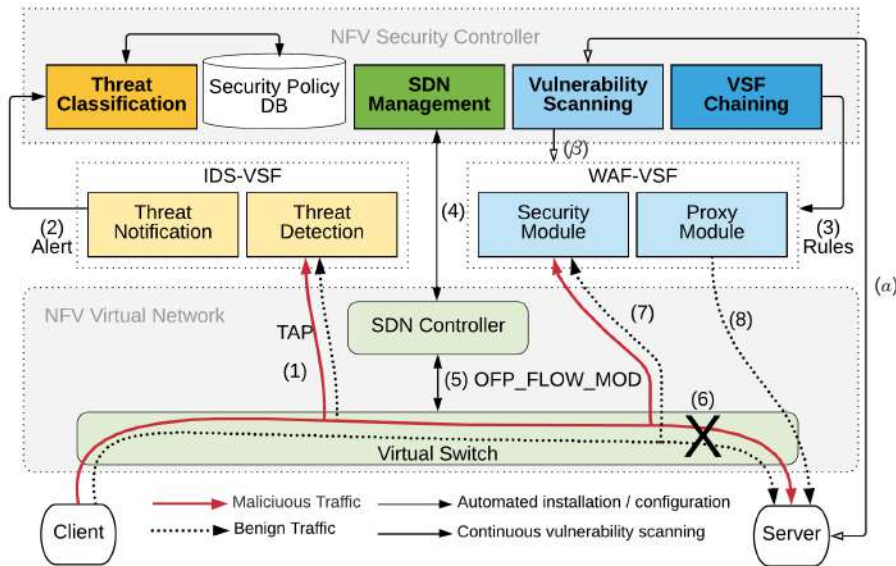 NFV Security Controller
Threat
Classification
Security Policy
DB
SDN
Management
Vulnerability
Scanning
VSF
Chaining
(β)
IDS-VSF
WAF-VSF
(2)
Alert
Threat
Notification
Threat
Detection
(4)
Security
Module
Proxy
Module
(3)
Rules
(α)
NFV Virtual Network
TAP
(1)
SDN Controller
(7)
(8)
(5) OFP_FLOW_MOD
(6)
Virtual Switch
Client
Maliciuous Traffic
Automated installation / configuration
Benign Traffic
Continuous vulnerability scanning
Server